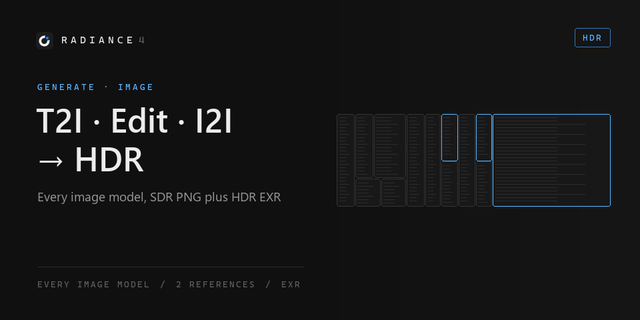 RADIANCE 4
HDR
GENERATE · IMAGE
T2I · Edit · I2I
→ HDR
Every image model, SDR PNG plus HDR EXR
EVERY IMAGE MODEL / 2 REFERENCES / EXR